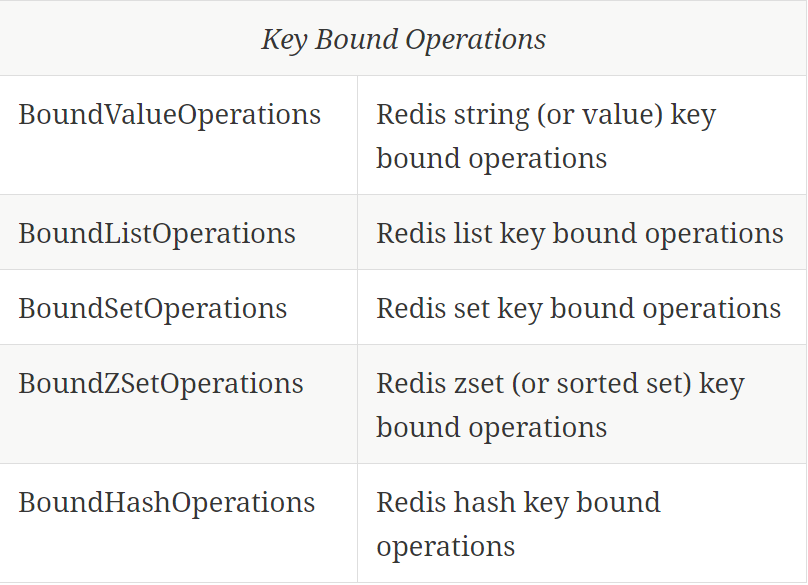 Key Bound Operations
BoundValueOperations
Redis string (or value) key
bound operations
BoundListOperations
Redis list key bound operations
BoundSetOperations
Redis set key bound operations
BoundZSetOperations
Redis zset (or sorted set) key
bound operations
BoundHashOperations
Redis hash key bound
operations